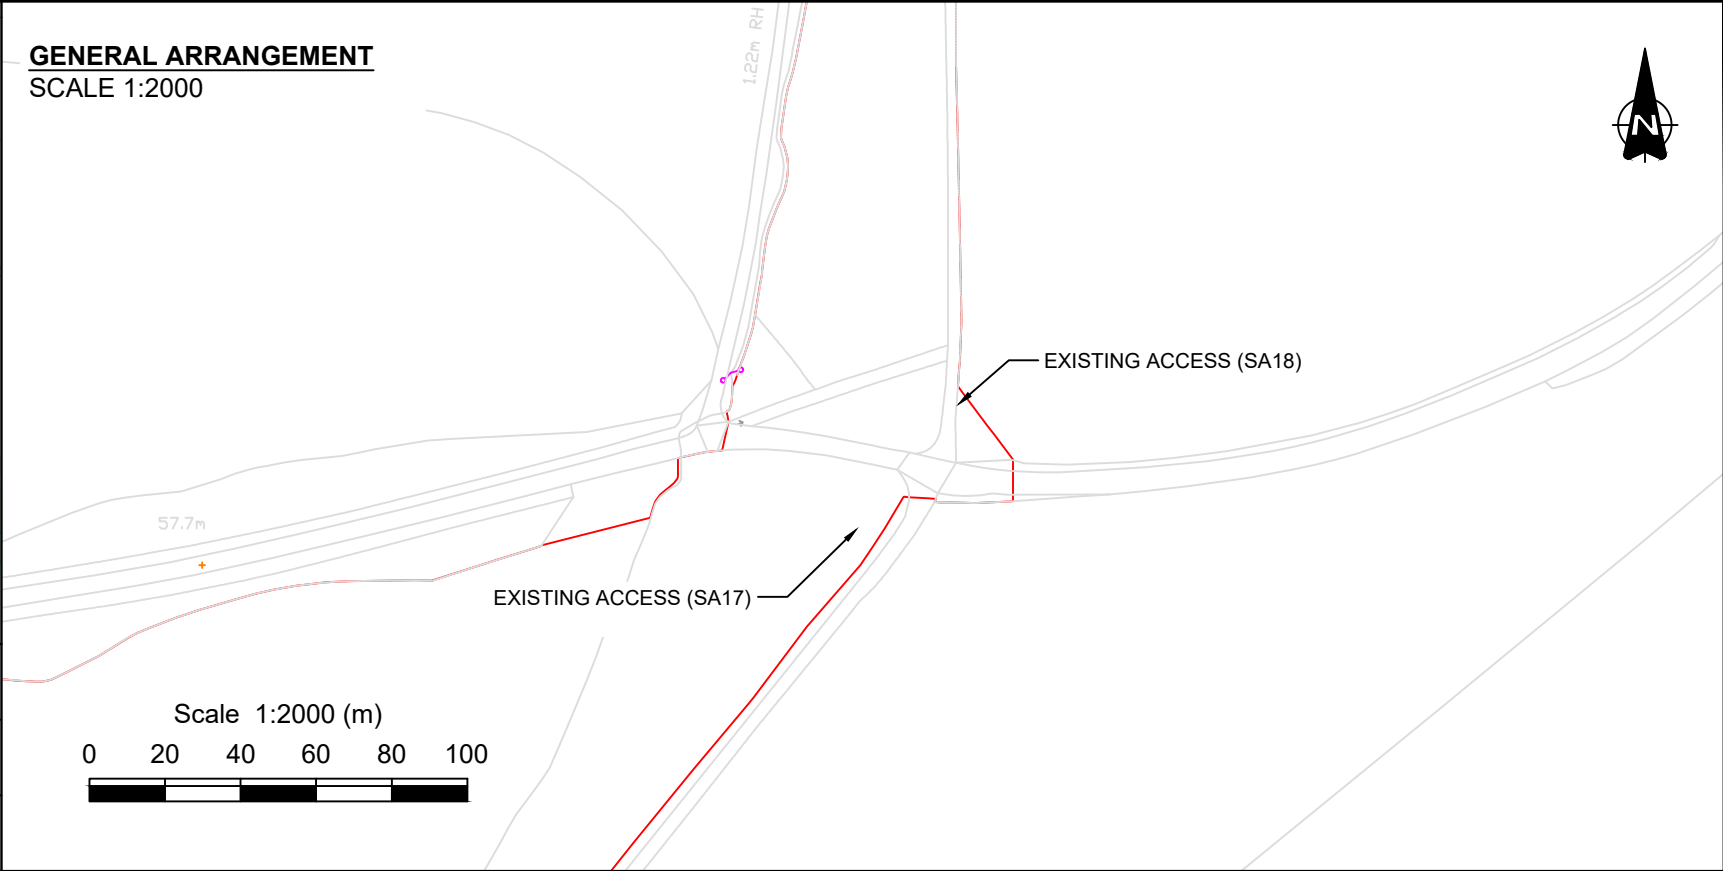 GENERAL ARRANGEMENT
SCALE 1:2000
1.22m RH
N
EXISTING ACCESS (SA18)
57.7m
EXISTING ACCESS (SA17)
Scale 1:2000 (m)
0 20 40 60 80 100